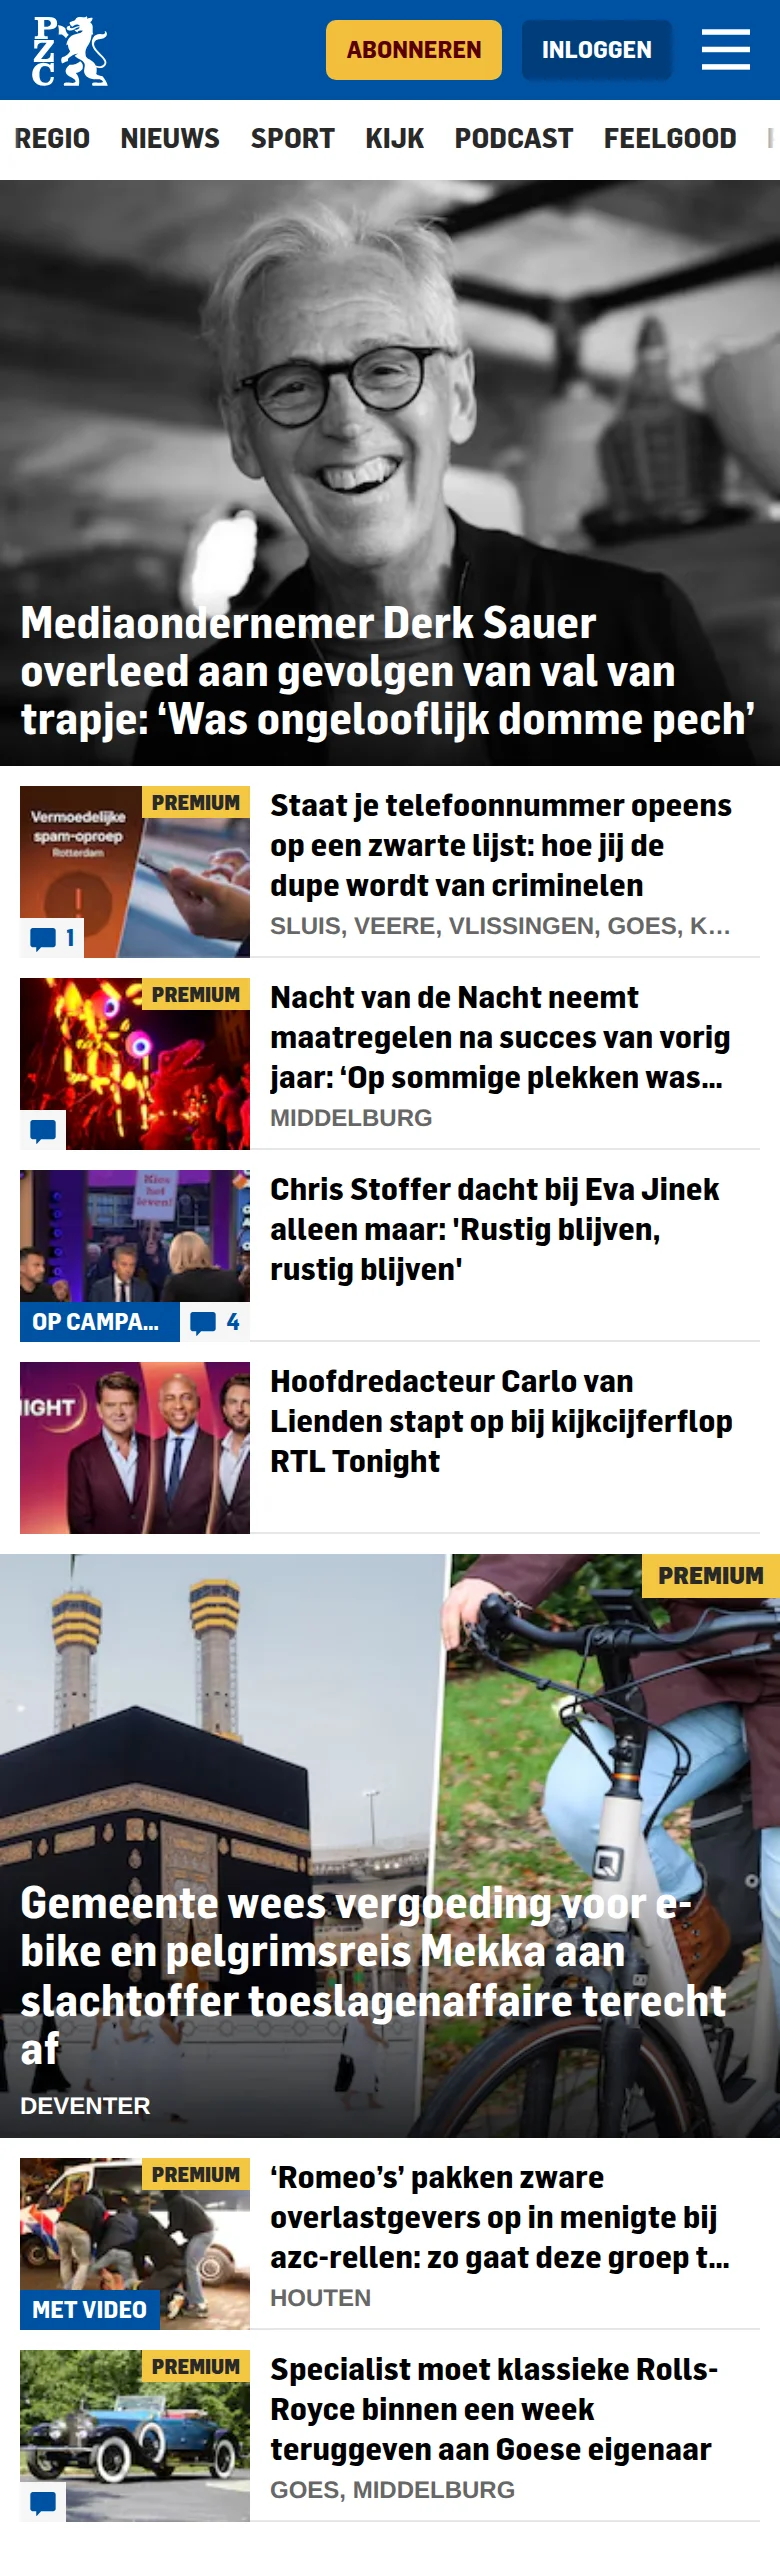 PZC
ABONNEREN
INLOGGEN
REGIO NIEUWS SPORT KIJK PODCAST FEELGOOD
Mediaondernemer Derk Sauer
overleed aan gevolgen van val van
trapje: ‘Was ongelooflijk domme pech’
Vermoedelijke
spam-oproep
Rotterdam
PREMIUM
1
Staat je telefoonnummer opeens
op een zwarte lijst: hoe jij de
dupe wordt van criminelen
SLUIS, VEERE, VLISSINGEN, GOES, K...
PREMIUM
Nacht van de Nacht neemt
maatregelen na succes van vorig
jaar: ‘Op sommige plekken was...
MIDDELBURG
Kies
het
leven!
OP CAMPA...
4
Chris Stoffer dacht bij Eva Jinek
alleen maar: 'Rustig blijven,
rustig blijven'
IGHT
Hoofdredacteur Carlo van
Lienden stapt op bij kijkcijferflop
RTL Tonight
PREMIUM
Gemeente wees vergoeding voor e-
bike en pelgrimsreis Mekka aan
slachtoffer toeslagenaffaire terecht
af
DEVENTER
PREMIUM
MET VIDEO
‘Romeo’s’ pakken zware
overlastgevers op in menigte bij
azc-rellen: zo gaat deze groep t...
HOUTEN
PREMIUM
Specialist moet klassieke Rolls-
Royce binnen een week
teruggeven aan Goese eigenaar
GOES, MIDDELBURG